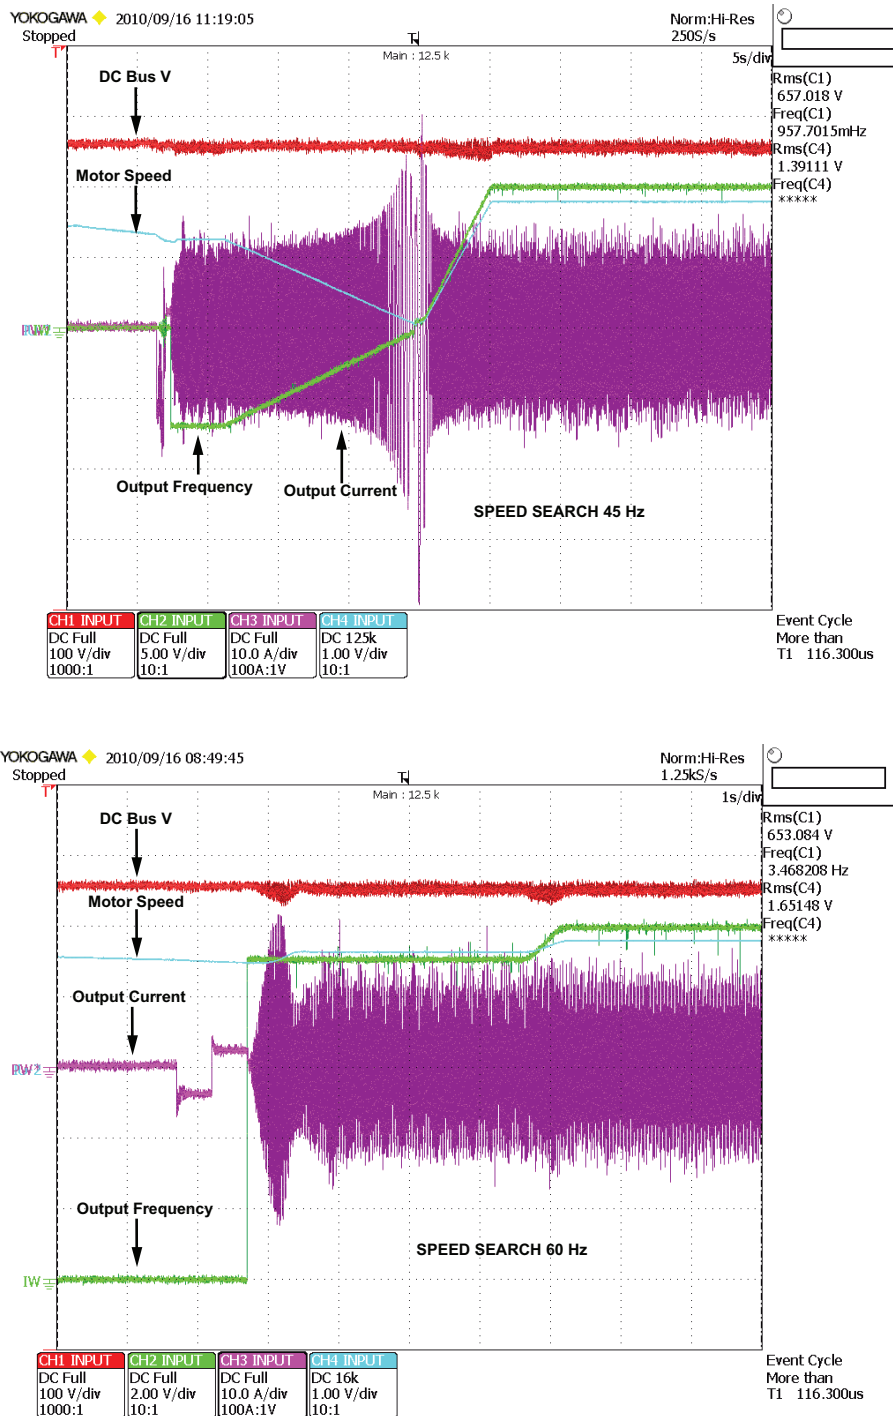 YOKOGAWA 2010/09/16 11:19:05
Norm:Hi-Res
Stopped
250S/s
T
T
Main : 12.5 k
5s/div
DC Bus V
Rms(C1)
657.018 V
Freq(C1)
957.7015mHz
Rms(C4)
1.39111 V
Freq(C4)
*****
Motor Speed
Output Frequency
Output Current
SPEED SEARCH 45 Hz
CH1 INPUT
DC Full
100 V/div
1000:1
CH2 INPUT
DC Full
5.00 V/div
10:1
CH3 INPUT
DC Full
10.0 A/div
100A:1V
CH4 INPUT
DC 125k
1.00 V/div
10:1
Event Cycle
More than
T1 116.300us
YOKOGAWA 2010/09/16 08:49:45
Norm:Hi-Res
Stopped
1.25kS/s
T
T
Main : 12.5 k
1s/div
DC Bus V
Rms(C1)
653.084 V
Freq(C1)
3.468208 Hz
Rms(C4)
1.65148 V
Freq(C4)
*****
Motor Speed
Output Current
Output Frequency
IW
SPEED SEARCH 60 Hz
CH1 INPUT
DC Full
100 V/div
1000:1
CH2 INPUT
DC Full
2.00 V/div
10:1
CH3 INPUT
DC Full
10.0 A/div
100A:1V
CH4 INPUT
DC 16k
1.00 V/div
10:1
Event Cycle
More than
T1 116.300us